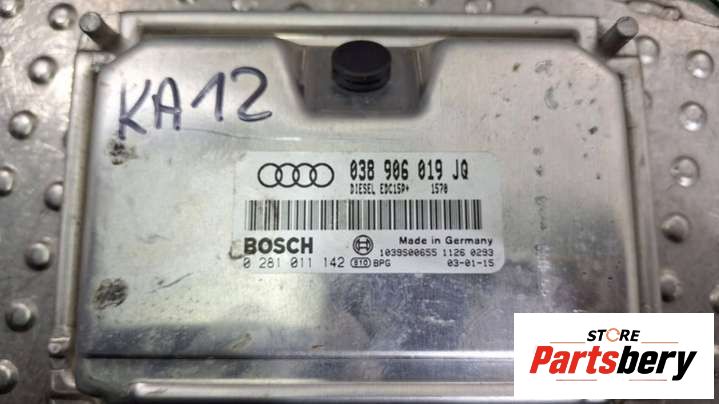 KA12
038 906 019 JQ
DIESEL EDC15P+ 1570
BOSCH
Made in Germany
1039S00655 1126 0293
0 281 011 142 810 BPG 03-01-15
STORE
Partsbery